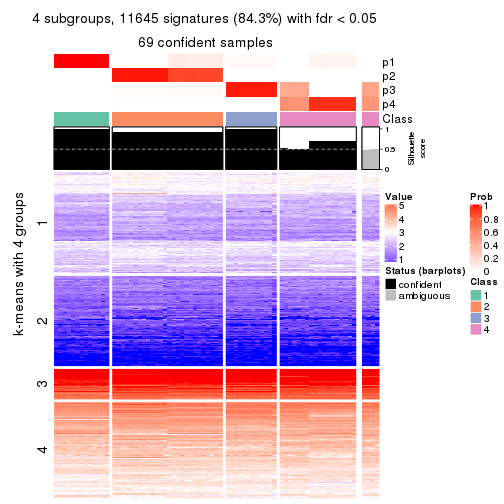 4 subgroups, 11645 signatures (84.3%) with fdr < 0.05
69 confident samples
p1
p2
p3
p4
Class
1
0.5
0
Silhouette
score
k-means with 4 groups
1
2
3
4
Value
5
4
3
2
1
Status (barplots)
confident
ambiguous
Prob
1
0.8
0.6
0.4
0.2
0
Class
1
2
3
4